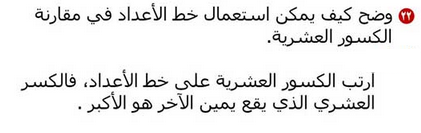 ٢٢ وضح كيف يمكن استعمال خط الأعداد في مقارنة
الكسور العشرية.
ارتب الكسور العشرية على خط الأعداد، فالكسر
العشري الذي يقع يمين الآخر هو الأكبر .